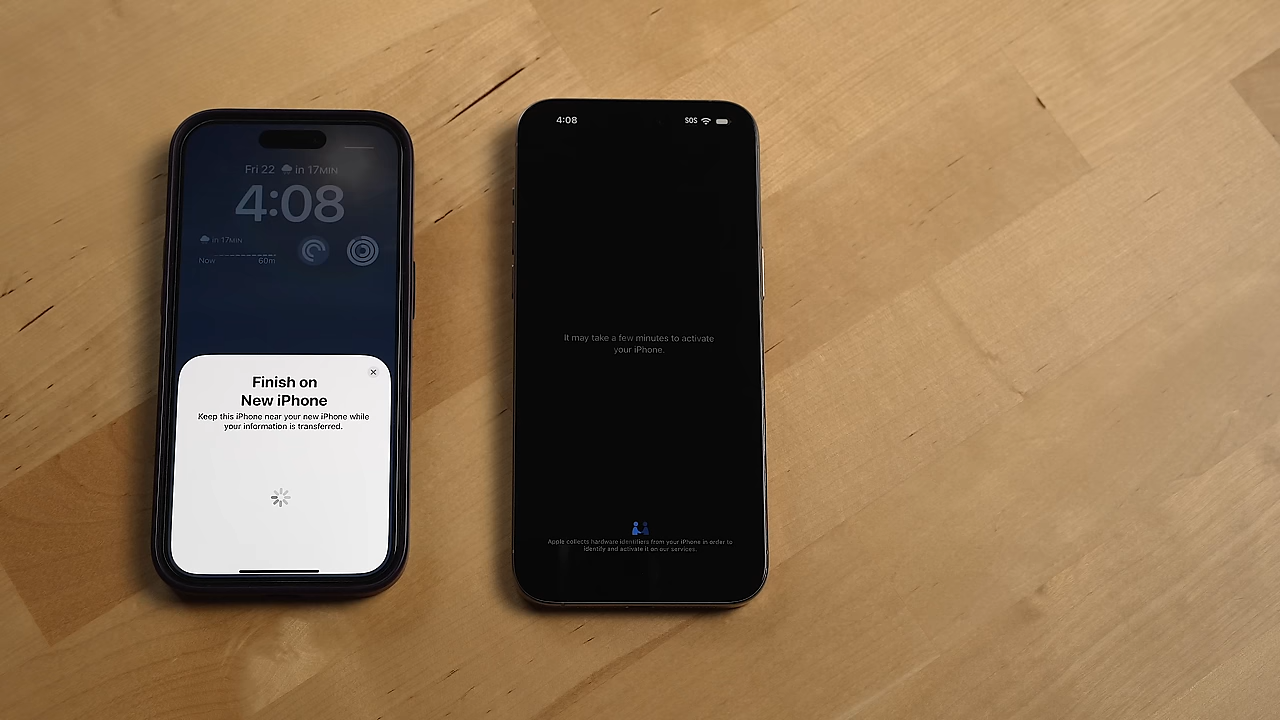 Fri 22 in 17MIN
4:08
in 17MIN
Now 60m
Finish on
New iPhone
Keep this iPhone near your new iPhone while
your information is transferred.
4:08 SOS
It may take a few minutes to activate
your iPhone.
Apple collects hardware identifiers from your iPhone in order to
identify and activate it on our services.